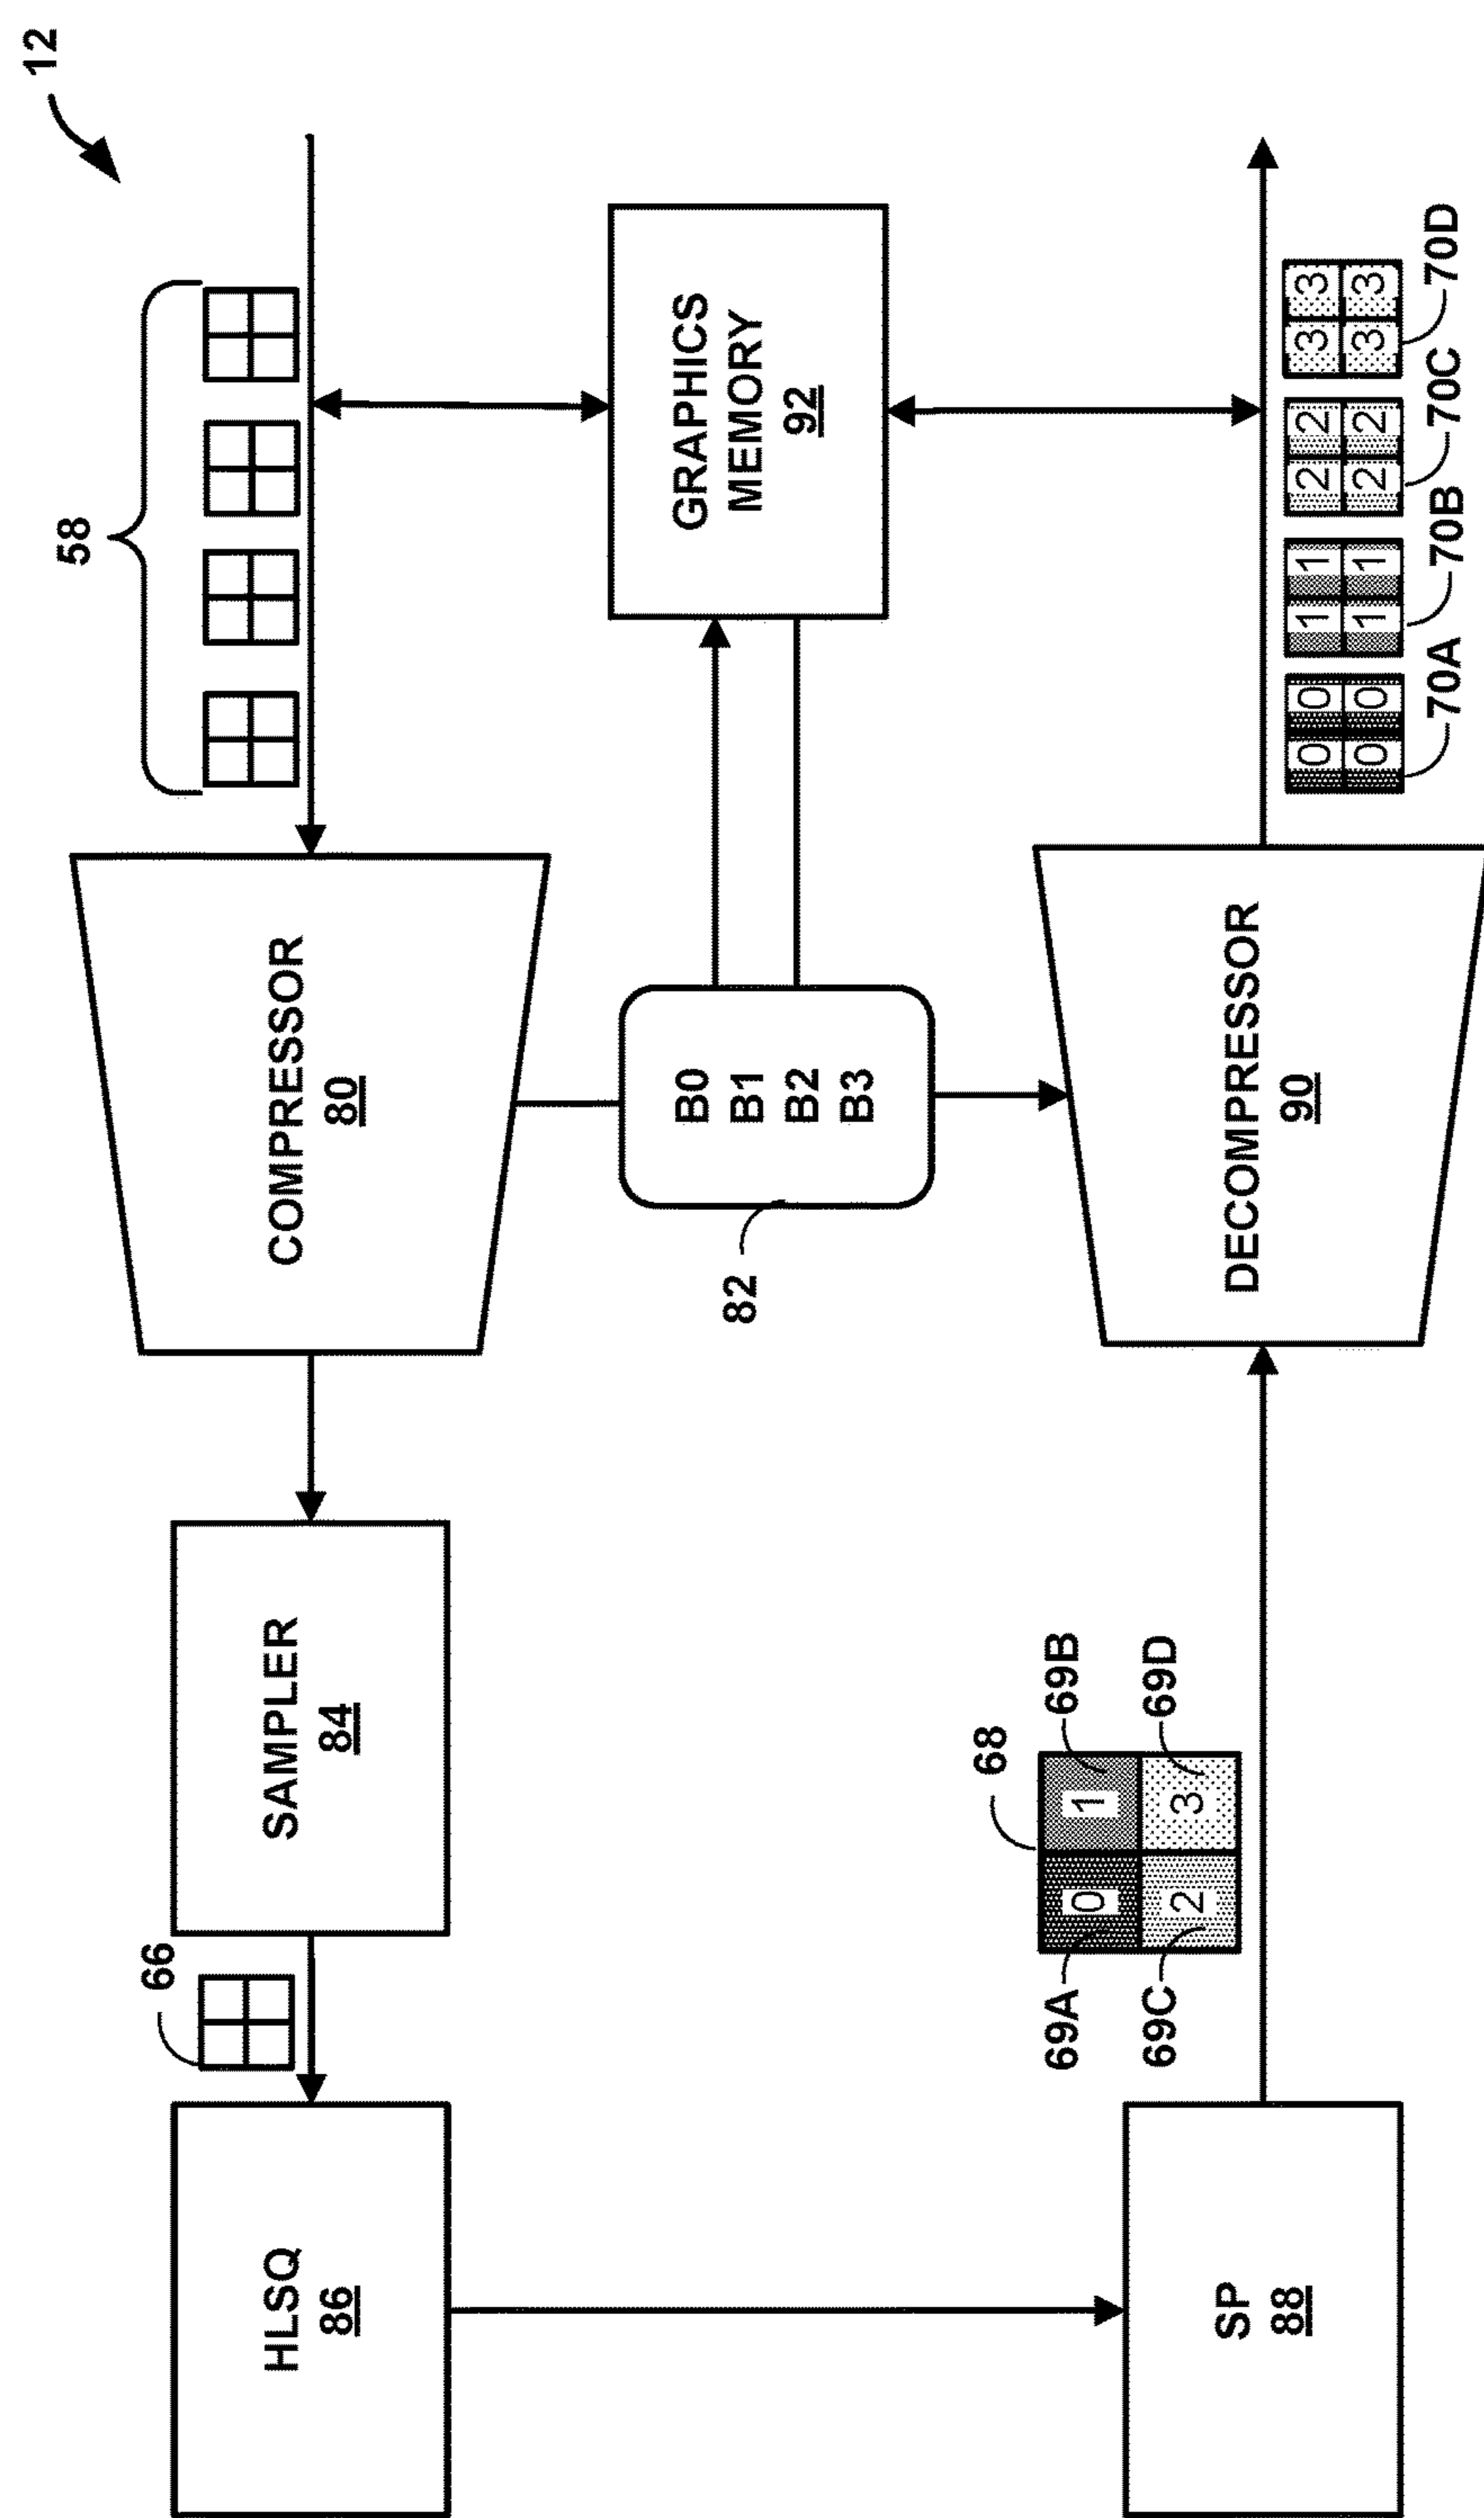 12
58
COMPRESSOR
80
SAMPLER
84
66
HLSQ
86
GRAPHICS
MEMORY
92
B0
B1
B2
B3
82
SP
88
68
69A
69B
69C
69D
0
1
2
3
DECOMPRESSOR
90
0 0
0 0
70A
1 1
1 1
70B
2 2
2 2
70C
3 3
3 3
70D